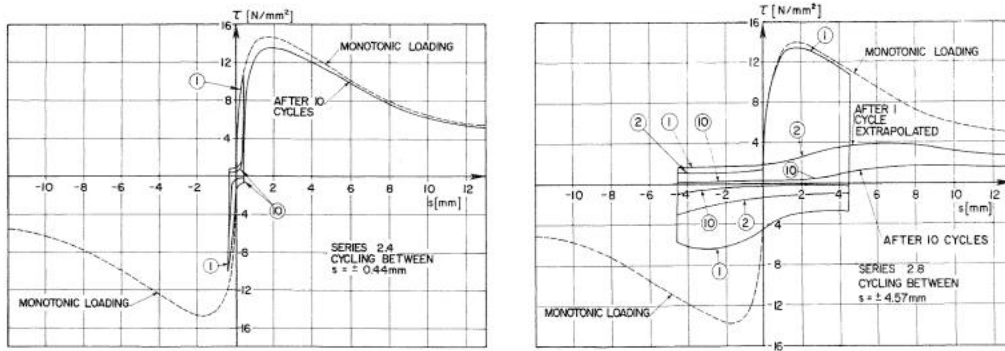 τ [N/mm²]
16
12
8
4
MONOTONIC LOADING
1
AFTER 10
CYCLES
-10 -8 -6 -4 -2 0 2 4 6 8 12
s[mm]
10
4
8
12
16
1
SERIES 2.4
CYCLING BETWEEN
s = ± 0.44mm
MONOTONIC LOADING
τ [N/mm²]
16
12
8
4
1
MONOTONIC
LOADING
AFTER 1
CYCLE
EXTRAPOLATED
2 1 10
2
10
-10 -8 -6 -4 -2 0 2 4 6 8 12
s[mm]
10 2
1
-4
-8
-12
-16
AFTER 10 CYCLES
SERIES 2.8
CYCLING BETWEEN
s = ± 4.57mm
MONOTONIC
LOADING